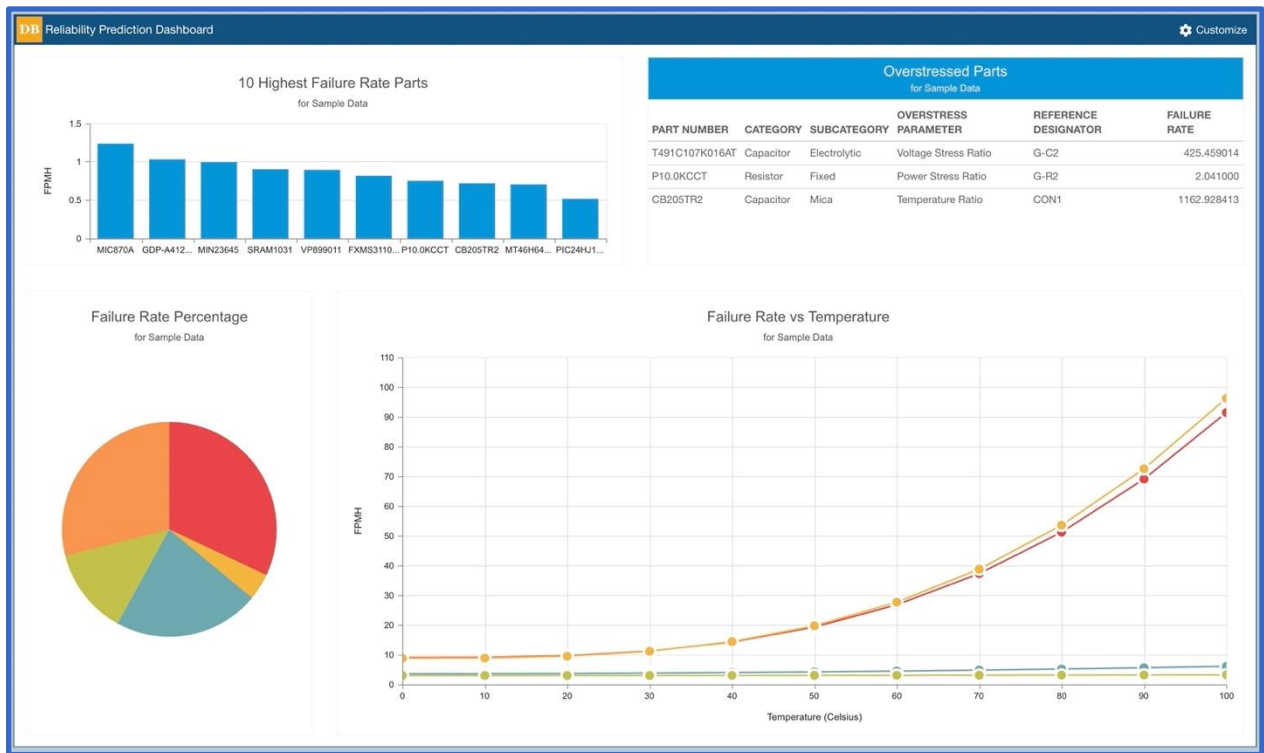 DB Reliability Prediction Dashboard
Customize
10 Highest Failure Rate Parts
for Sample Data
1.5
1
0.5
0
FPMH
MIC870A GDP-A412... MIN23645 SRAM1031 VP899011 FXMS3110... P10.0KCCT CB205TR2 MT46H64... PIC24HJ1...
Overstressed Parts
for Sample Data
PART NUMBER CATEGORY SUBCATEGORY OVERSTRESS PARAMETER REFERENCE DESIGNATOR FAILURE RATE
T491C107K016AT Capacitor Electrolytic Voltage Stress Ratio G-C2 425.459014
P10.0KCCT Resistor Fixed Power Stress Ratio G-R2 2.041000
CB205TR2 Capacitor Mica Temperature Ratio CON1 1162.928413
Failure Rate Percentage
for Sample Data
Failure Rate vs Temperature
for Sample Data
110
100
90
80
70
60
50
40
30
20
10
0
FPMH
0 10 20 30 40 50 60 70 80 90 100
Temperature (Celsius)